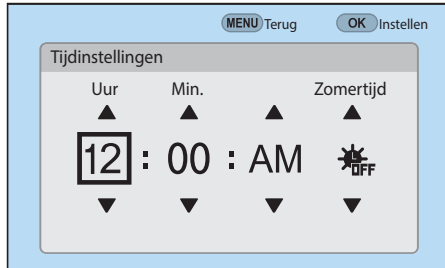 MENU Terug OK Instellen
Tijdinstellingen
Uur Min. Zomertijd
12 : 00 : AM OFF